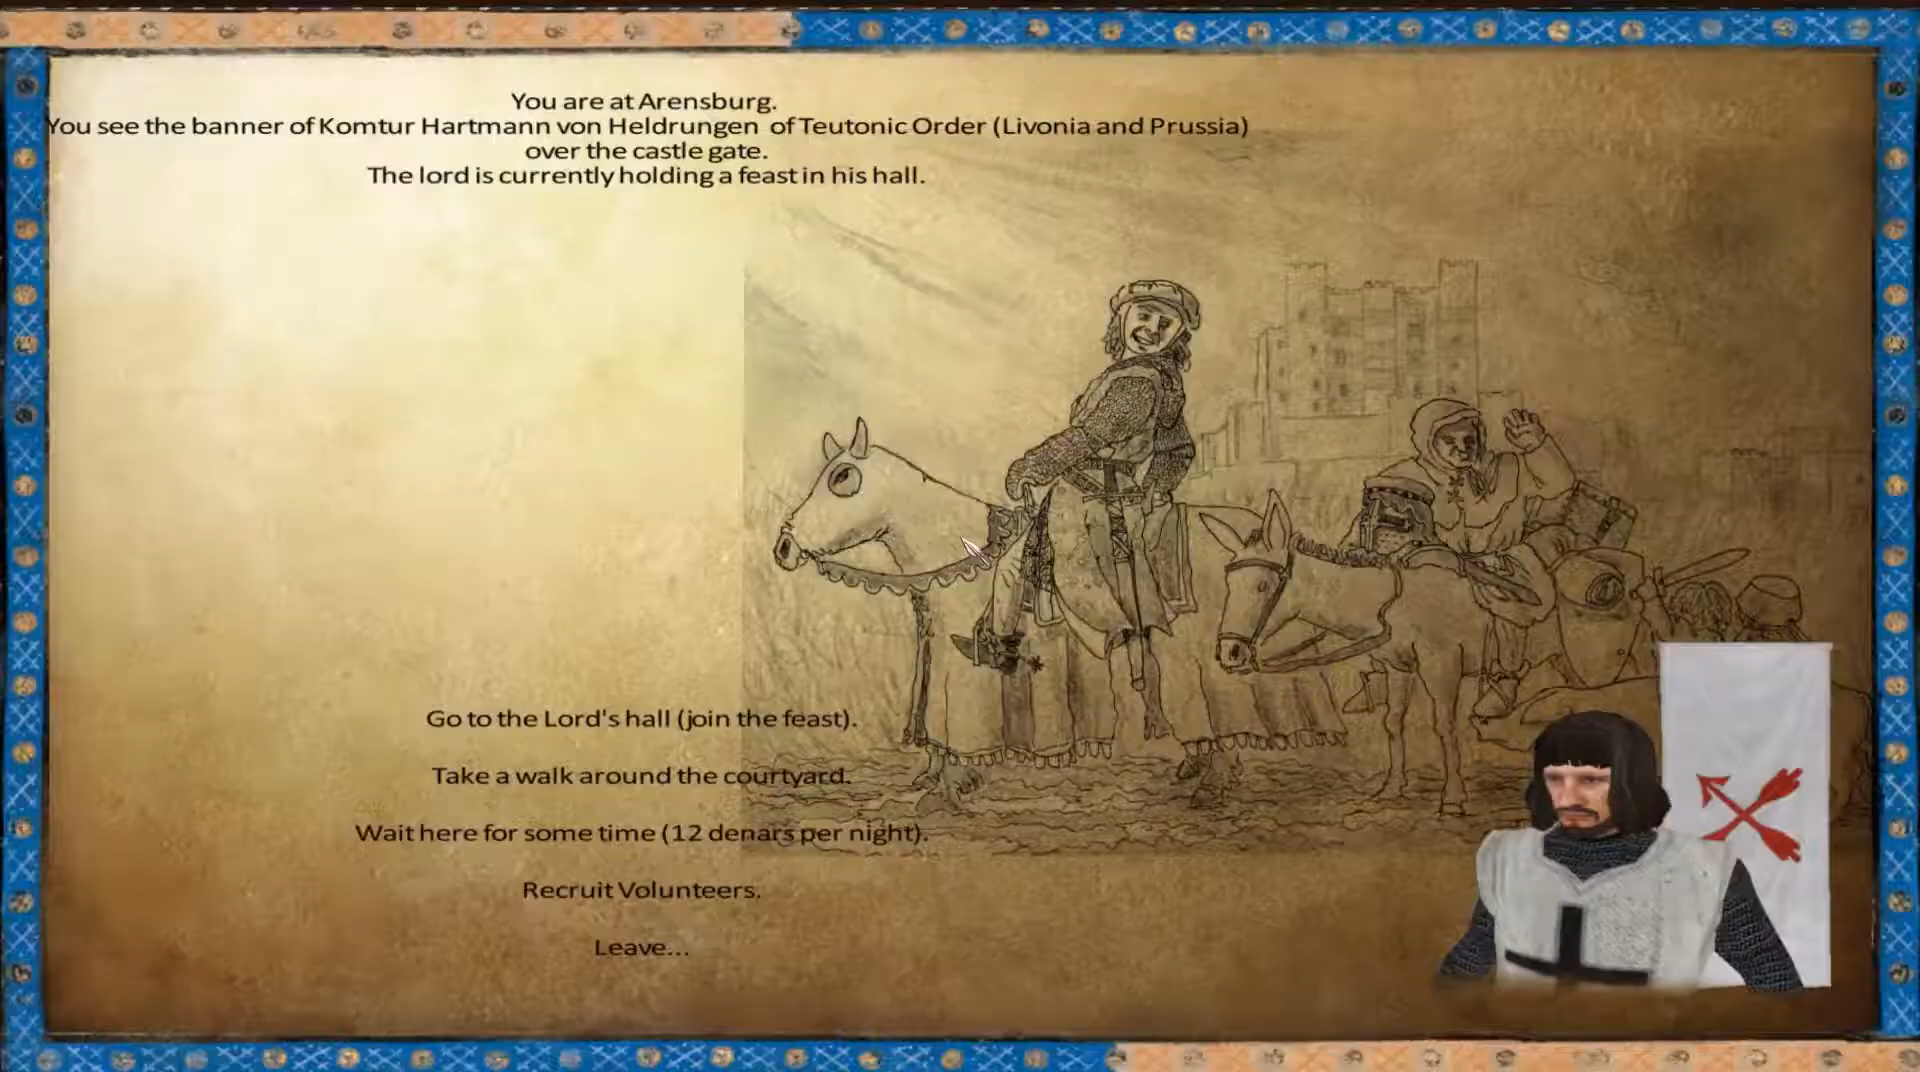 You are at Arensburg.
You see the banner of Komtur Hartmann von Heldrungen  of Teutonic Order (Livonia and Prussia)
over the castle gate.
The lord is currently holding a feast in his hall.
Go to the Lord's hall (join the feast).
Take a walk around the courtyard.
Wait here for some time (12 denars per night).
Recruit Volunteers.
Leave...